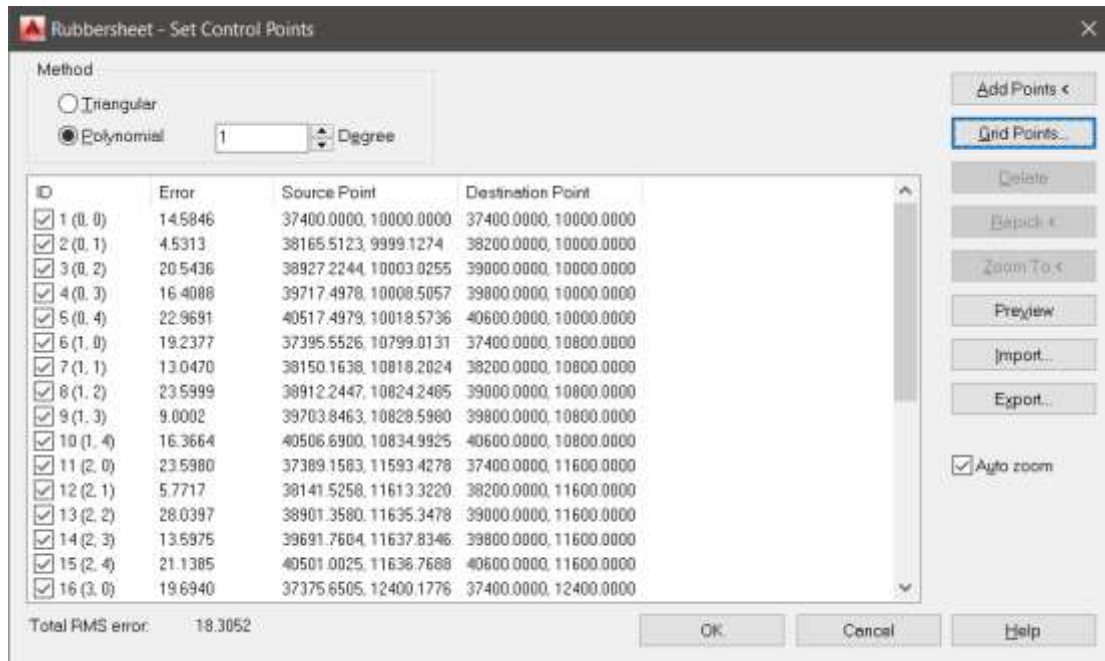 Rubbersheet - Set Control Points
Method
Triangular
Polynomial 1 Degree
Add Points <
Grid Points...
Delete
Repick <
Zoom To <
Preview
Import...
Export...
Auto zoom
ID Error Source Point Destination Point
1 (0, 0) 14.5846 37400.0000, 10000.0000 37400.0000, 10000.0000
2 (0, 1) 4.5313 38165.5123, 9999.1274 38200.0000, 10000.0000
3 (0, 2) 20.5436 38927.2244, 10003.0255 39000.0000, 10000.0000
4 (0, 3) 16.4088 39717.4978, 10008.5057 39800.0000, 10000.0000
5 (0, 4) 22.9691 40517.4979, 10018.5736 40600.0000, 10000.0000
6 (1, 0) 19.2377 37395.5526, 10799.0131 37400.0000, 10800.0000
7 (1, 1) 13.0470 38150.1638, 10818.2024 38200.0000, 10800.0000
8 (1, 2) 23.5999 38912.2447, 10824.2485 39000.0000, 10800.0000
9 (1, 3) 9.0002 39703.8463, 10828.5980 39800.0000, 10800.0000
10 (1, 4) 16.3664 40506.6900, 10834.9925 40600.0000, 10800.0000
11 (2, 0) 23.5980 37389.1583, 11593.4278 37400.0000, 11600.0000
12 (2, 1) 5.7717 38141.5258, 11613.3220 38200.0000, 11600.0000
13 (2, 2) 28.0397 38901.3580, 11635.3478 39000.0000, 11600.0000
14 (2, 3) 13.5975 39691.7604, 11637.8346 39800.0000, 11600.0000
15 (2, 4) 21.1385 40501.0025, 11636.7688 40600.0000, 11600.0000
16 (3, 0) 19.6940 37375.6505, 12400.1776 37400.0000, 12400.0000
Total RMS error: 18.3052
OK Cancel Help